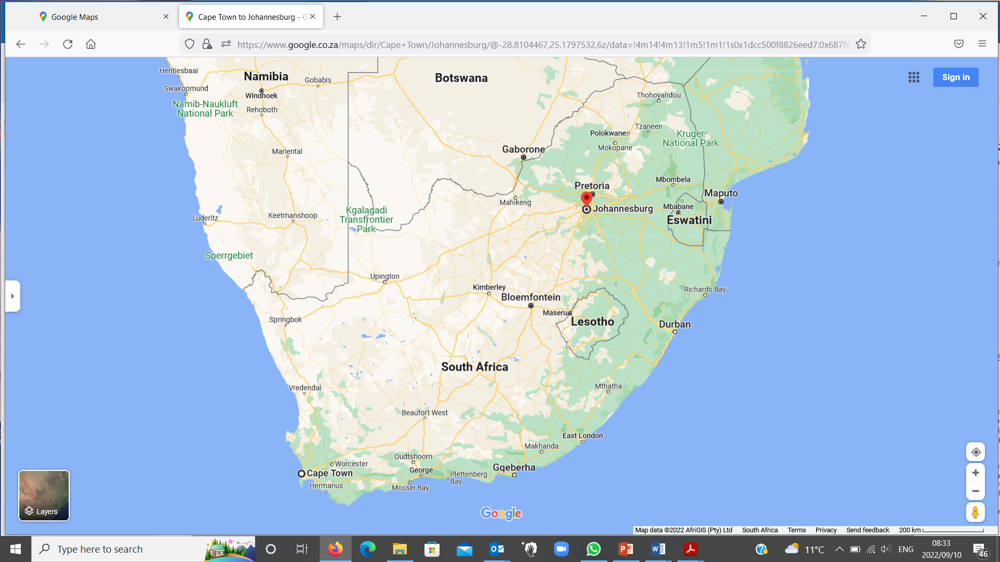 Google Maps
Cape Town to Johannesburg - G
https://www.google.co.za/maps/dir/Cape+Town/Johannesburg/@-28.8104467,25.1797532,6z/data=!4m14!4m13!1m5!1m1!1s0x1dcc500f8826eed7:0x687fe
Sign in
Hentiesbaai
Namibia
Gobabis
Botswana
Swakopmund
Windhoek
Thohoyandou
Namib-Naukluft
National Park
Rehoboth
Tzaneen
Polokwane
Kruger
National Park
Mokopane
Mariental
Gaborone
Mbombela
Pretoria
Maputo
Mahikeng
Johannesburg
Mbabane
Eswatini
Kgalagadi
Transfrontier
Park
Luderitz
Keetmanshoop
Sperrgebiet
Upington
Kimberley
Bloemfontein
Richards Bay
Maseru
Lesotho
Springbok
Durban
South Africa
Vredendal
Mthatha
Beaufort West
East London
Makhanda
Oudtshoorn
Worcester
George
Gqeberha
Cape Town
Plettenberg
Bay
Hermanus
Mossel Bay
Layers
Google
Map data ©2022 AfriGIS (Pty) Ltd South Africa Terms Privacy Send feedback 200 km
Type here to search
11°C
ENG
08:33
2022/09/10
46